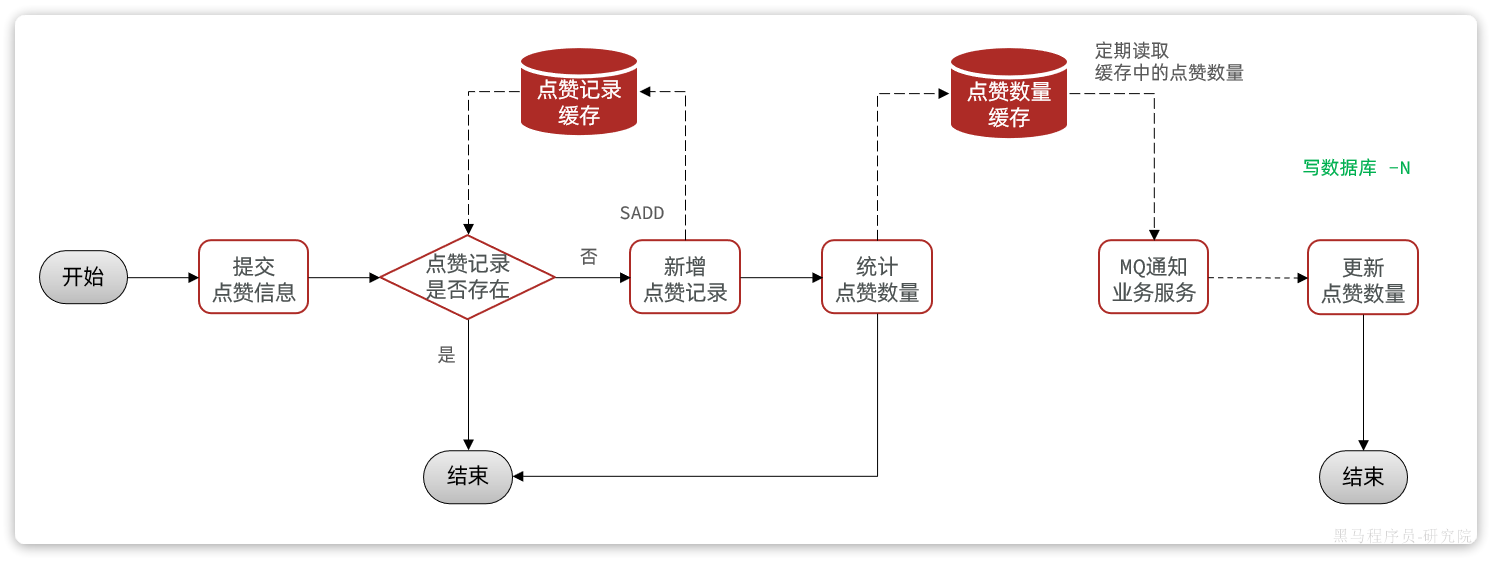 点赞记录
缓存
点赞数量
缓存
定期读取
缓存中的点赞数量
写数据库 -N
SADD
开始
提交
点赞信息
点赞记录
是否存在
否
新增
点赞记录
统计
点赞数量
MQ通知
业务服务
更新
点赞数量
是
结束
结束
黑马程序员-研究院